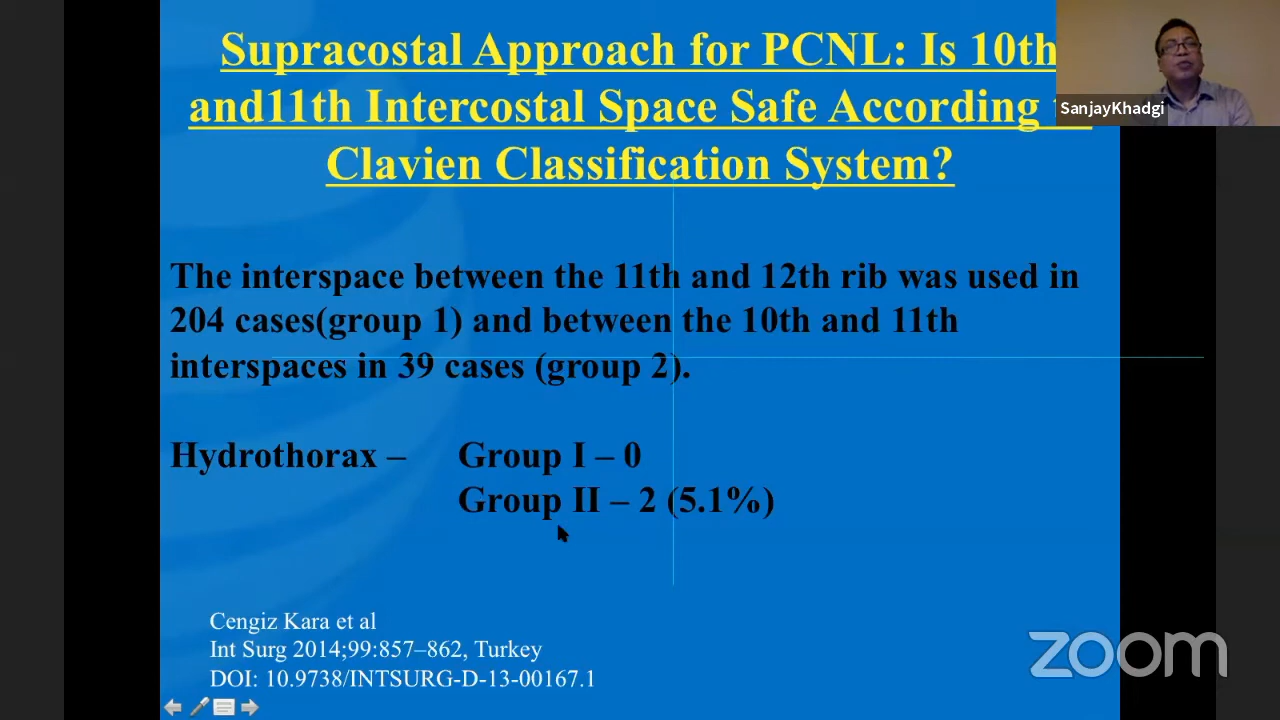 Supracostal Approach for PCNL: Is 10th
and11th Intercostal Space Safe According
Clavien Classification System?
SanjayKhadgi
The interspace between the 11th and 12th rib was used in
204 cases(group 1) and between the 10th and 11th
interspaces in 39 cases (group 2).
Hydrothorax – Group I – 0
Group II – 2 (5.1%)
Cengiz Kara et al
Int Surg 2014;99:857–862, Turkey
DOI: 10.9738/INTSURG-D-13-00167.1
zoom